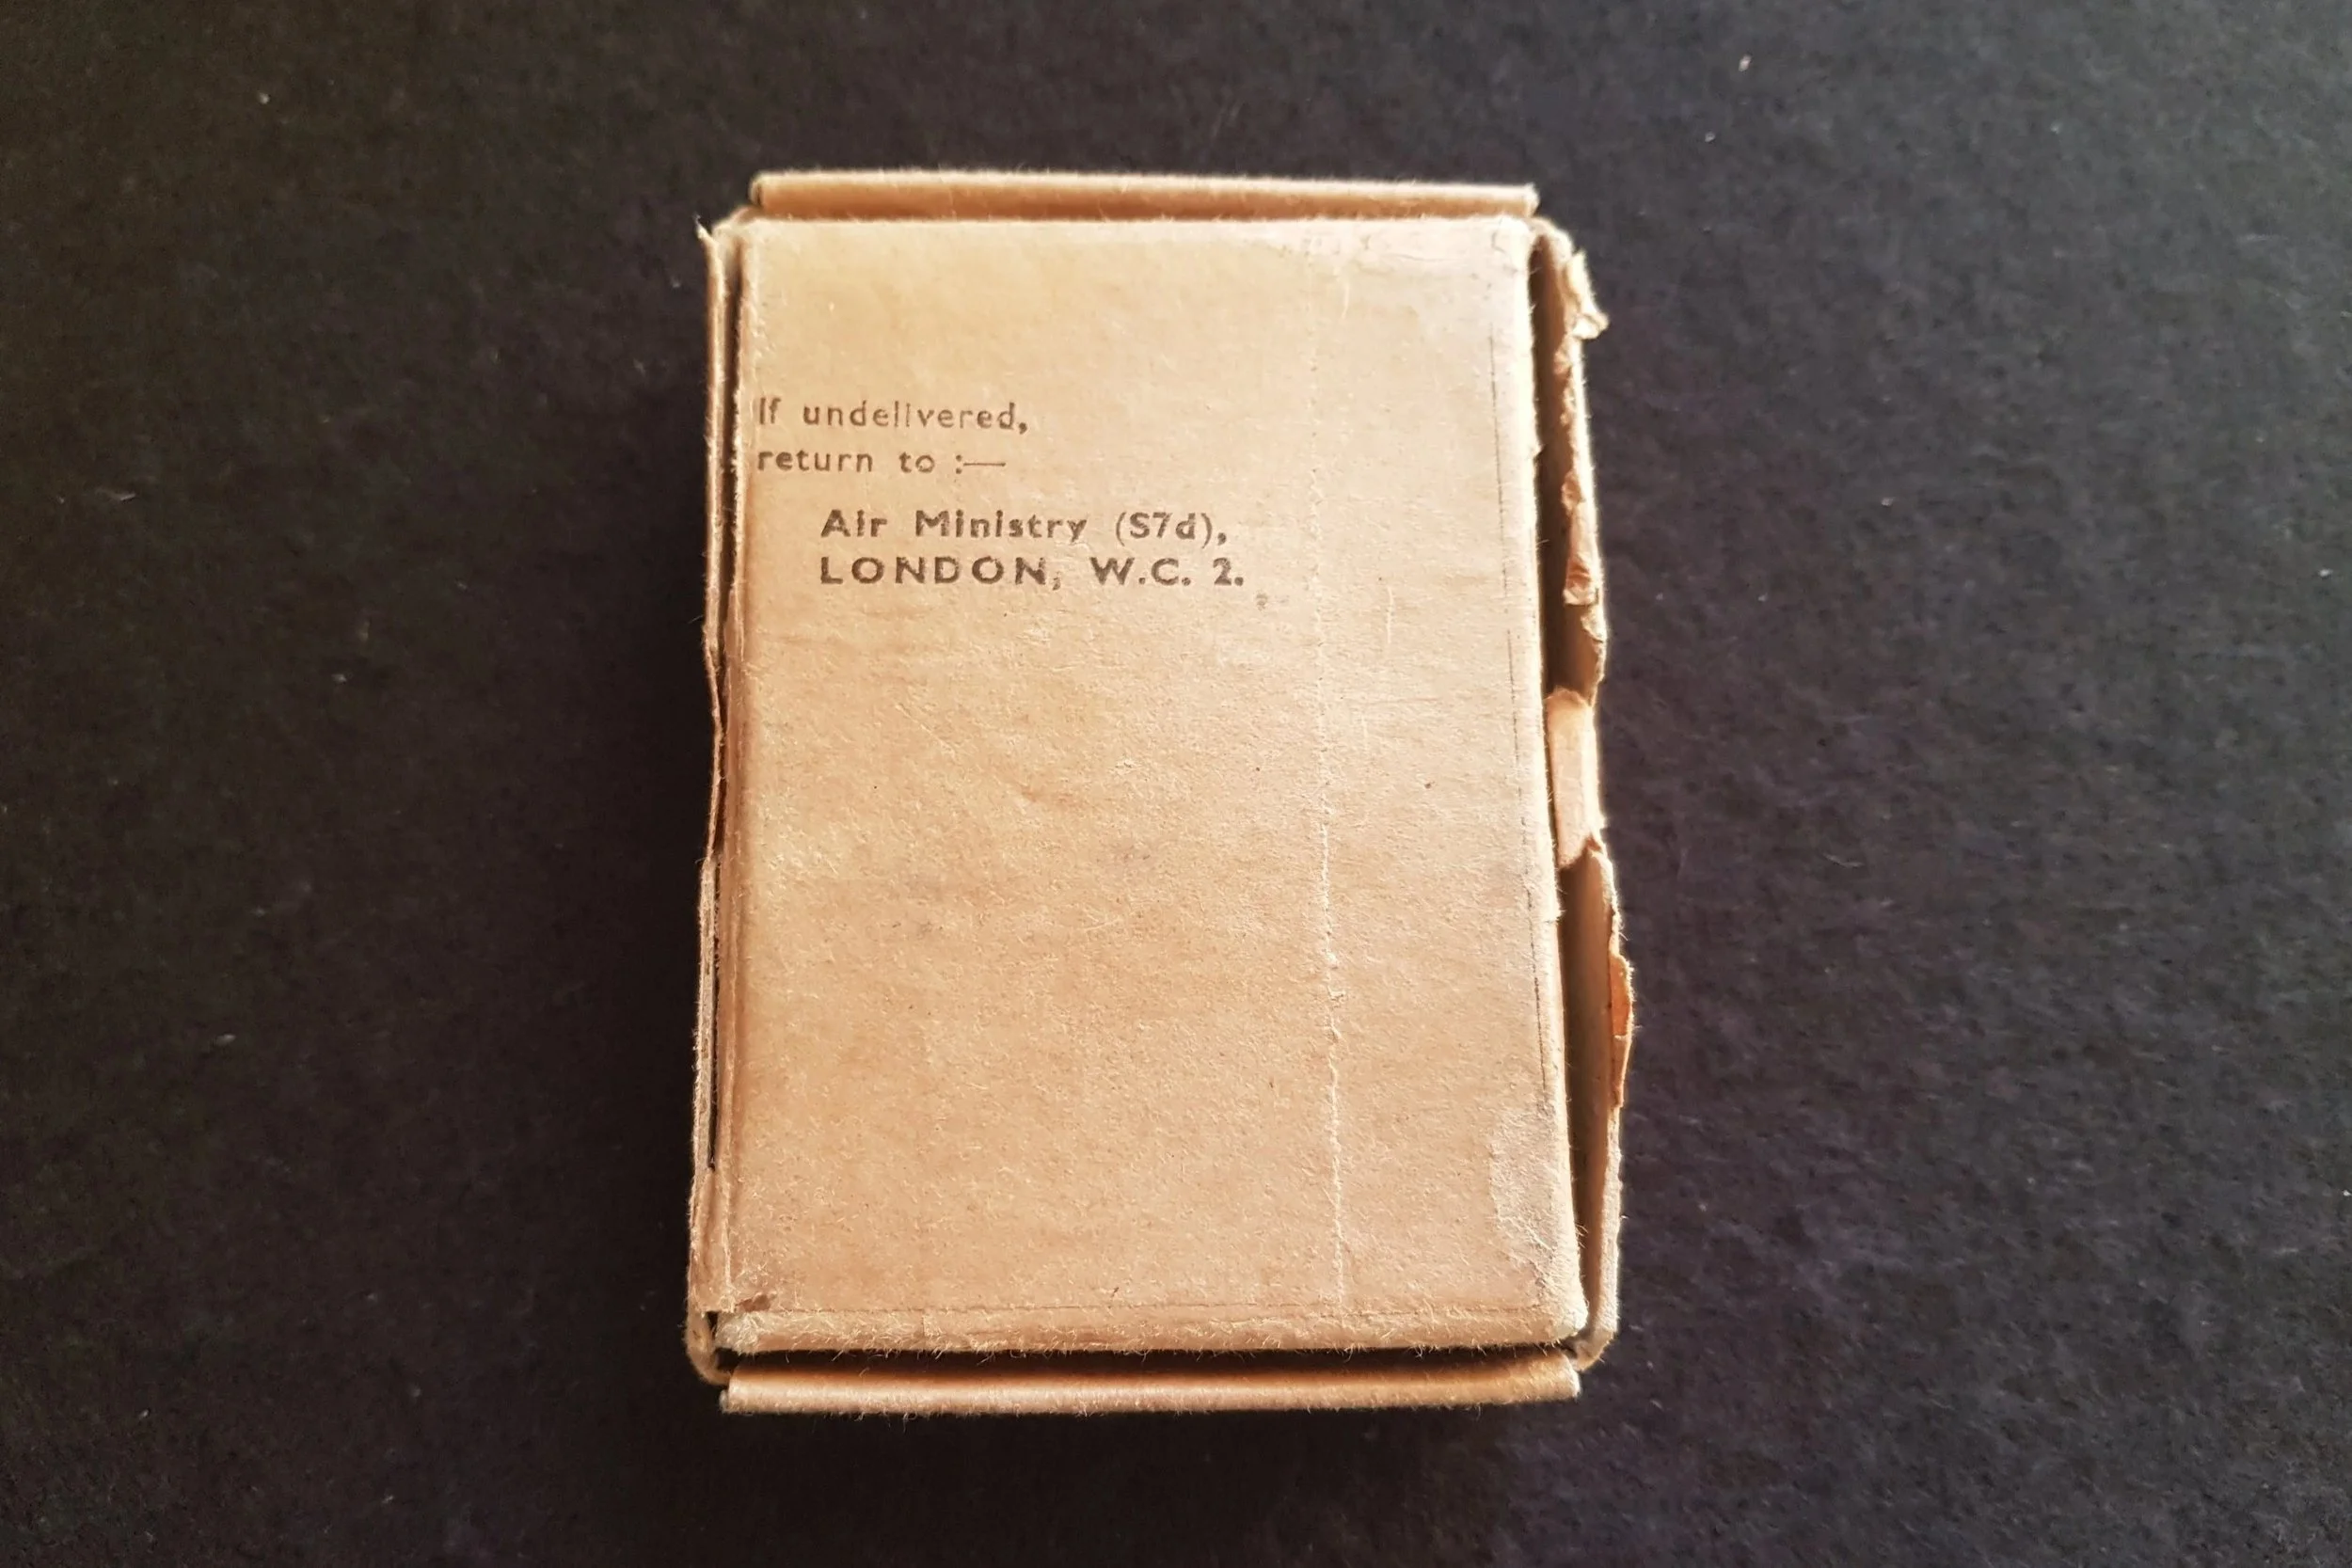 If undelivered,
return to :—
Air Ministry (S7d),
LONDON, W.C. 2.